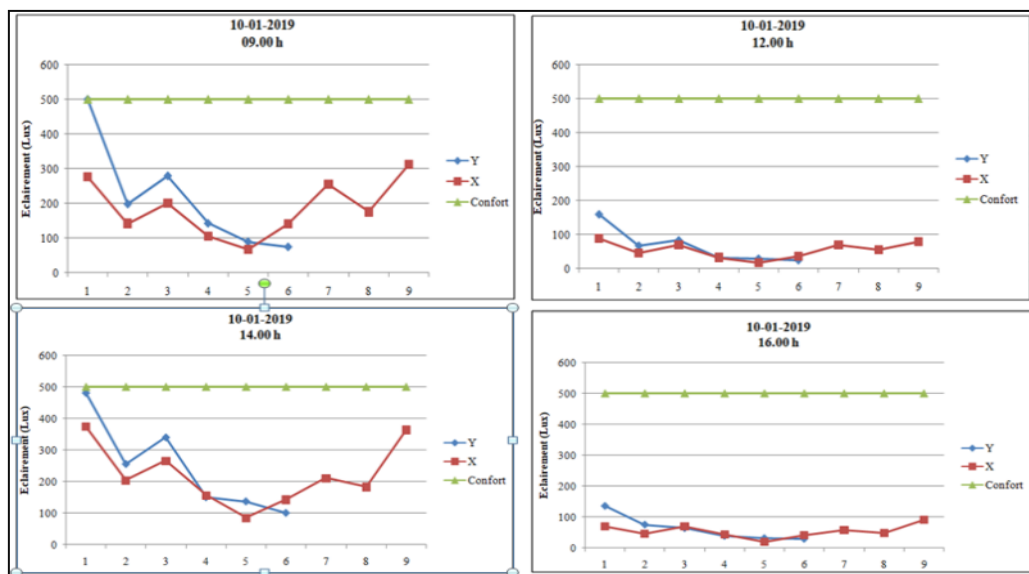 10-01-2019
09.00 h
Eclairement (Lux)
600
500
400
300
200
100
0
1 2 3 4 5 6 7 8 9
Y
X
Confort
10-01-2019
12.00 h
Eclairement (Lux)
600
500
400
300
200
100
0
1 2 3 4 5 6 7 8 9
Y
X
Confort
10-01-2019
14.00 h
Eclairement (Lux)
600
500
400
300
200
100
0
1 2 3 4 5 6 7 8 9
Y
X
Confort
10-01-2019
16.00 h
Eclairement (Lux)
600
500
400
300
200
100
0
1 2 3 4 5 6 7 8 9
Y
X
Confort